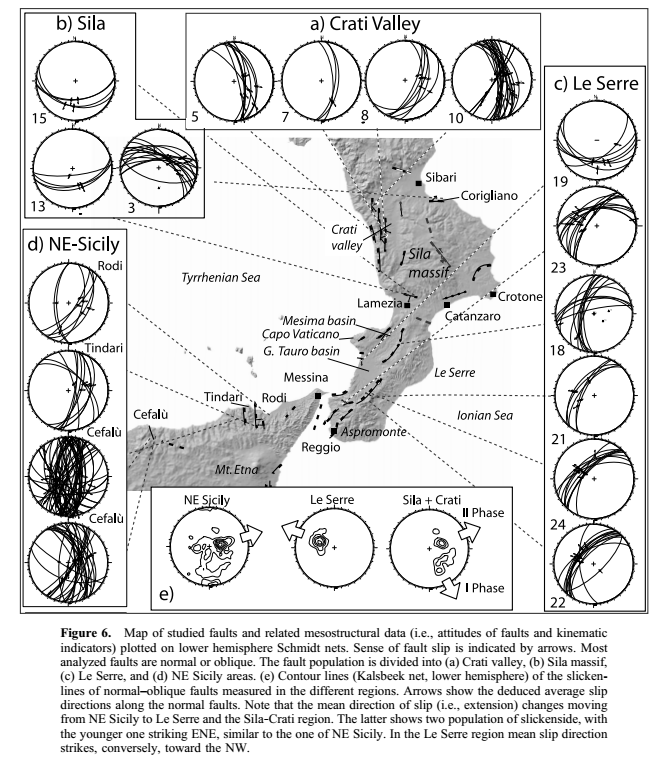 b) Sila
a) Crati Valley
15
5
7
8
10
13
3
c) Le Serre
19
23
18
21
24
22
d) NE-Sicily
Rodi
Tindari
Cefalù
Cefalù
Sibari
Corigliano
Crati
valley
Sila
massif
Tyrrhenian Sea
Lamezia
Crotone
Catanzaro
Mesima basin
Capo Vaticano
G. Tauro basin
Le Serre
Messina
Tindari
Rodi
Cefalù
Ionian Sea
Aspromonte
Reggio
Mt. Etna
NE Sicily
Le Serre
Sila + Crati
II Phase
I Phase
e)
Figure 6. Map of studied faults and related mesostructural data (i.e., attitudes of faults and kinematic
indicators) plotted on lower hemisphere Schmidt nets. Sense of fault slip is indicated by arrows. Most
analyzed faults are normal or oblique. The fault population is divided into (a) Crati valley, (b) Sila massif,
(c) Le Serre, and (d) NE Sicily areas. (e) Contour lines (Kalsbeek net, lower hemisphere) of the slicken-
lines of normal–oblique faults measured in the different regions. Arrows show the deduced average slip
directions along the normal faults. Note that the mean direction of slip (i.e., extension) changes moving
from NE Sicily to Le Serre and the Sila-Crati region. The latter shows two population of slickenside, with
the younger one striking ENE, similar to the one of NE Sicily. In the Le Serre region mean slip direction
strikes, conversely, toward the NW.